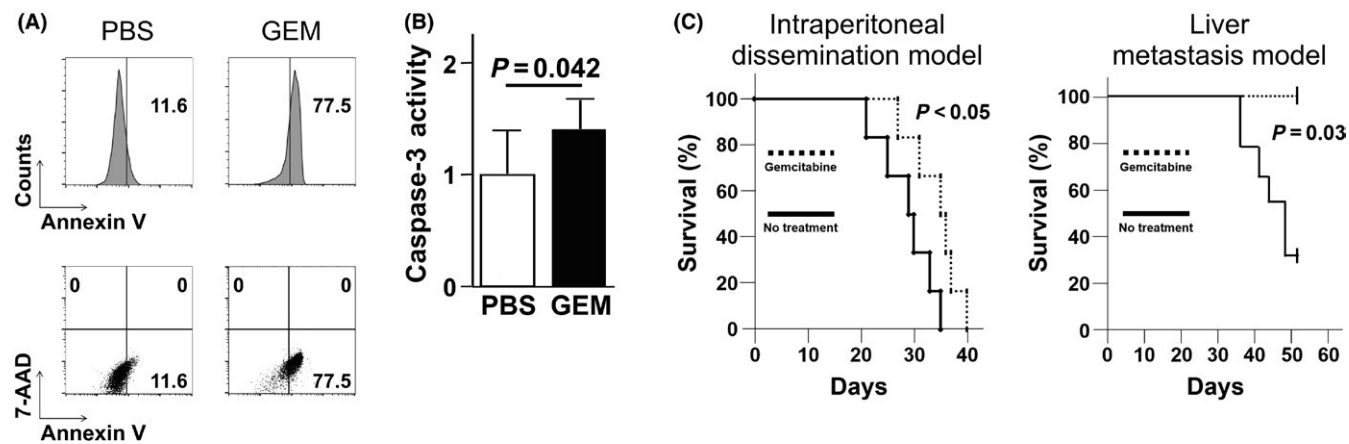 (A)
PBS
GEM
11.6
77.5
Counts
Annexin V
Annexin V
0
0
0
0
11.6
77.5
7-AAD
Annexin V
Annexin V
(B)
Caspase-3 activity
2
1
0
P = 0.042
PBS
GEM
(C)
Intraperitoneal
dissemination model
Survival (%)
100
80
60
40
20
0
P < 0.05
Gemcitabine
No treatment
0
10
20
30
40
Days
Liver
metastasis model
Survival (%)
100
80
60
40
20
0
P = 0.03
Gemcitabine
No treatment
0
10
20
30
40
50
60
Days